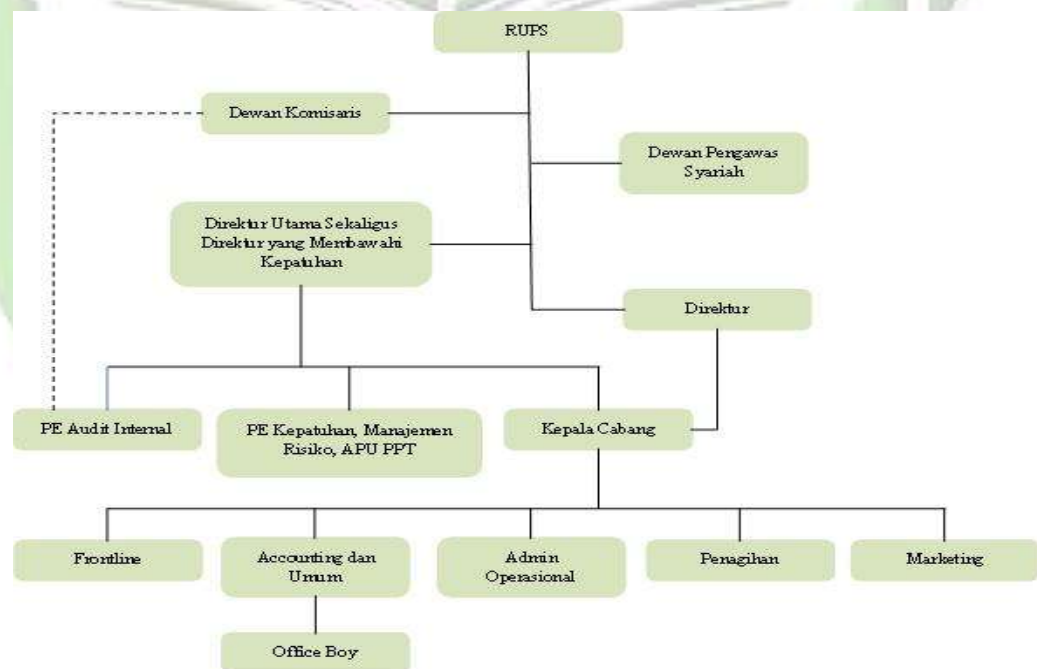 RUPS
Dewan Komisaris
Dewan Pengawas
Syariah
Direktur Utama Sekaligus
Direktur yang Membawahi
Kepatuhan
Direktur
PE Audit Internal
PE Kepatuhan, Manajemen
Risiko, APU PPT
Kepala Cabang
Frontline
Accounting dan
Umum
Admin
Operasional
Penagihan
Marketing
Office Boy